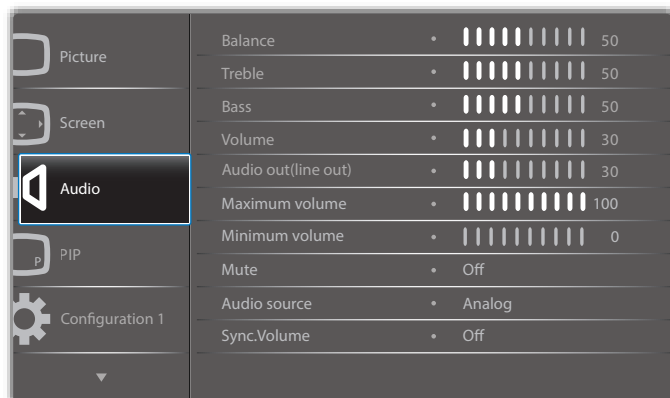 Picture
Screen
Audio
PIP
P
Configuration 1
Balance • 50
Treble • 50
Bass • 50
Volume • 30
Audio out(line out) • 30
Maximum volume • 100
Minimum volume • 0
Mute • Off
Audio source • Analog
Sync.Volume • Off